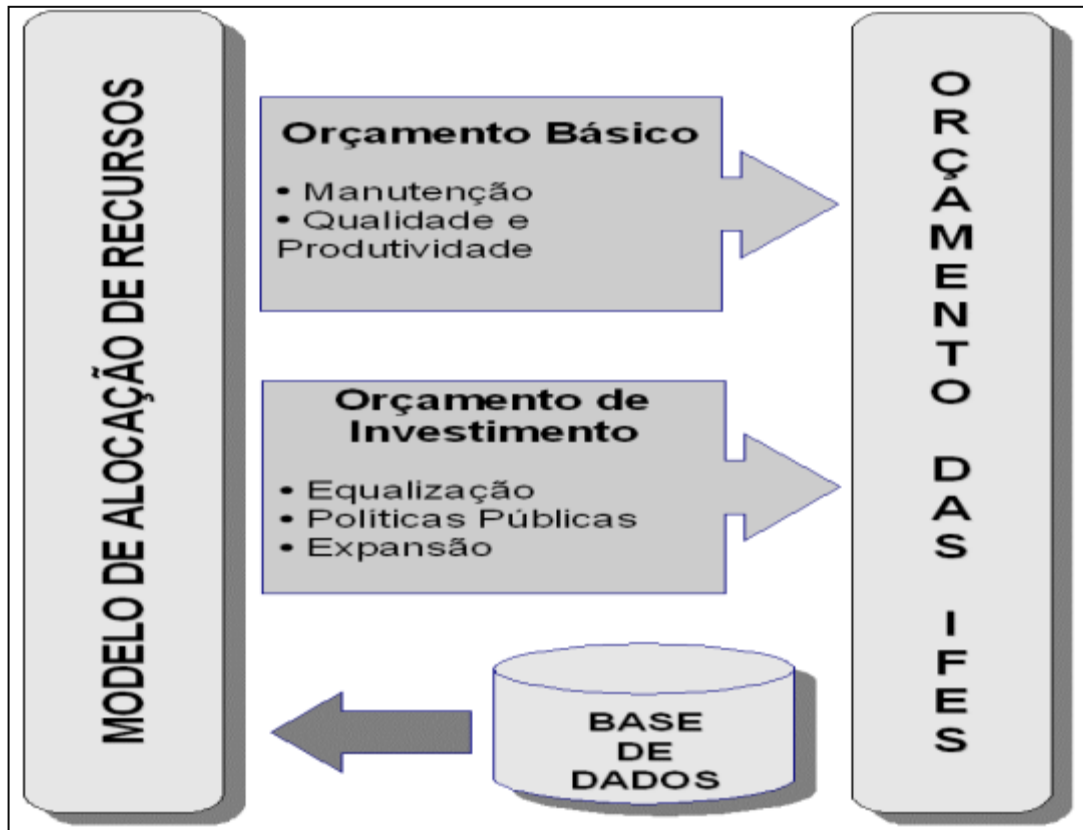 MODELO DE ALOCAÇÃO DE RECURSOS
Orçamento Básico
• Manutenção
• Qualidade e
Produtividade
Orçamento de
Investimento
• Equalização
• Políticas Públicas
• Expansão
BASE
DE
DADOS
ORÇAMENTO DAS IFES